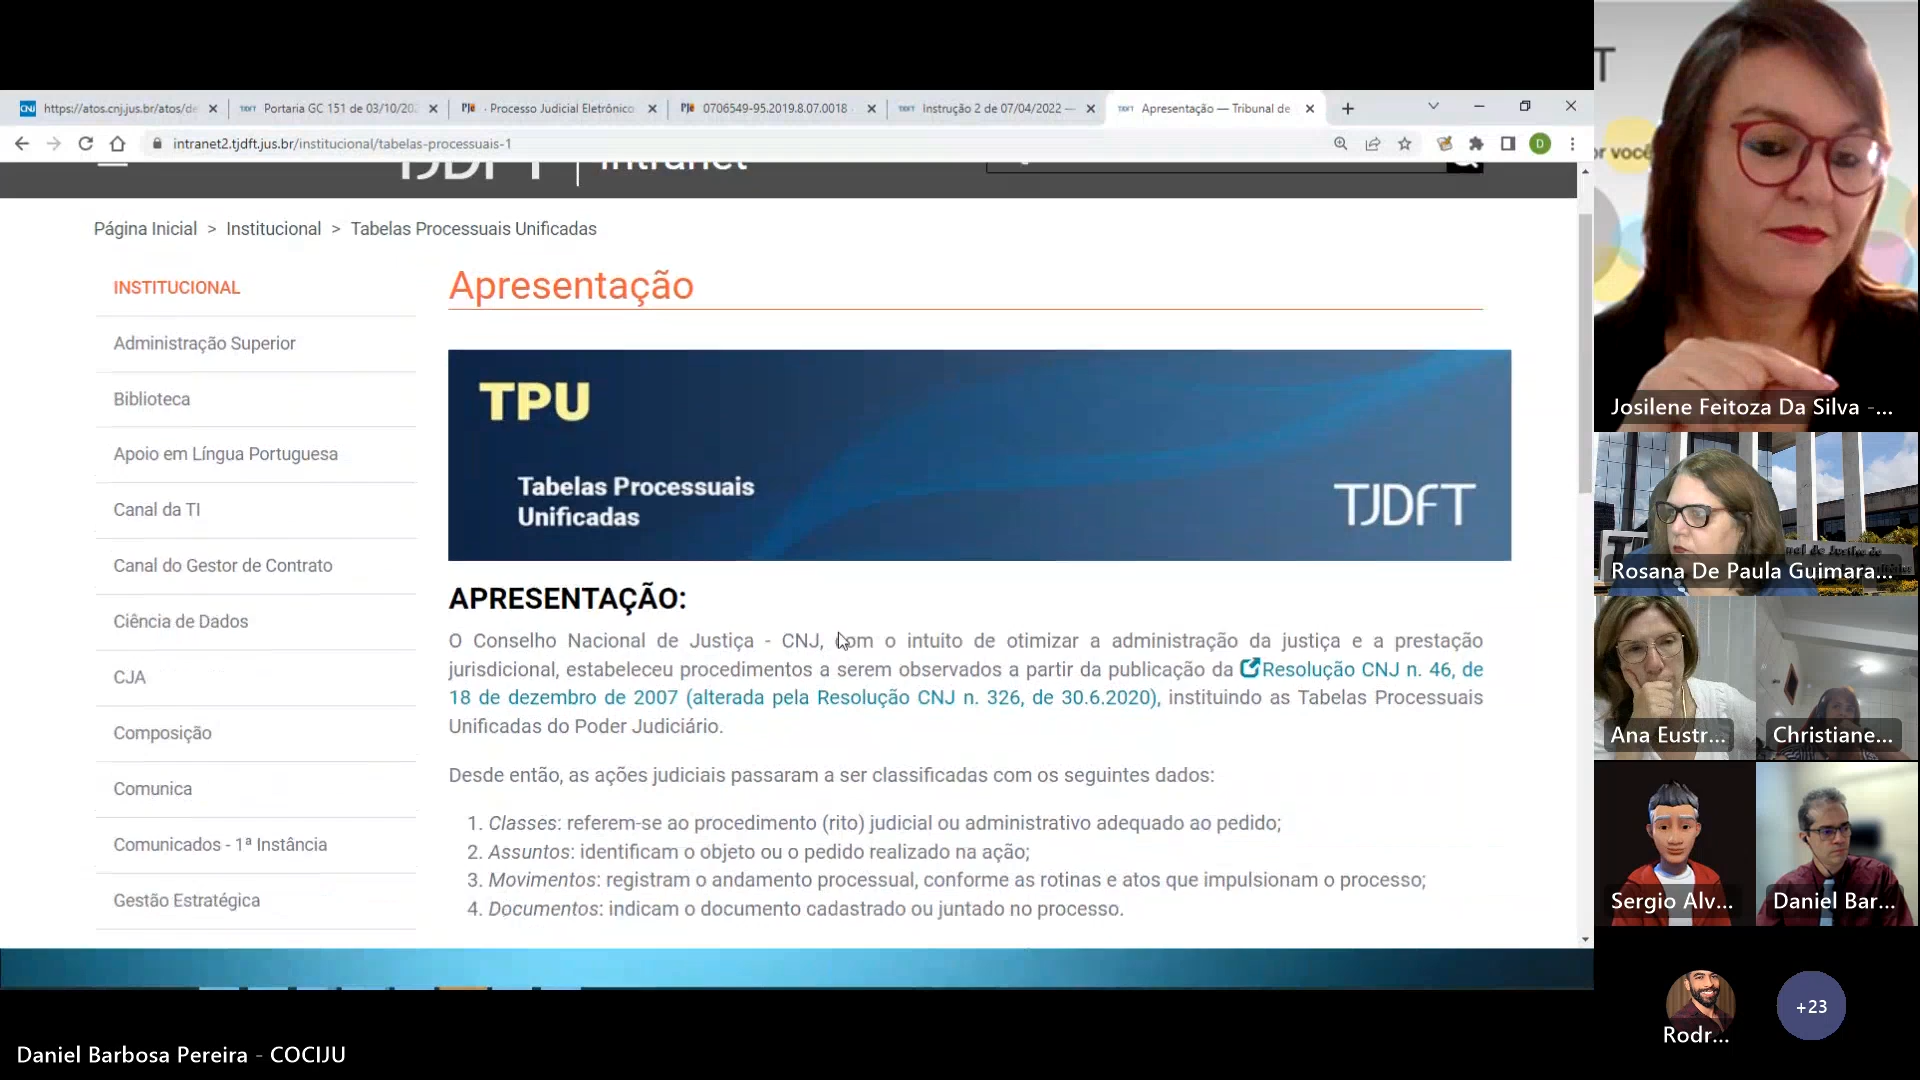 https://atos.cnj.jus.br/atos/de
Portaria GC 151 de 03/10/202
· Processo Judicial Eletrônico
0706549-95.2019.8.07.0018
Instrução 2 de 07/04/2022 —
Apresentação — Tribunal de
intranet2.tjdft.jus.br/institucional/tabelas-processuais-1
TJDFT | Intranet
Página Inicial > Institucional > Tabelas Processuais Unificadas
INSTITUCIONAL
Administração Superior
Biblioteca
Apoio em Língua Portuguesa
Canal da TI
Canal do Gestor de Contrato
Ciência de Dados
CJA
Composição
Comunica
Comunicados - 1ª Instância
Gestão Estratégica
Apresentação
TPU
Tabelas Processuais
Unificadas
TJDFT
APRESENTAÇÃO:
O Conselho Nacional de Justiça - CNJ, com o intuito de otimizar a administração da justiça e a prestação
jurisdicional, estabeleceu procedimentos a serem observados a partir da publicação da Resolução CNJ n. 46, de
18 de dezembro de 2007 (alterada pela Resolução CNJ n. 326, de 30.6.2020), instituindo as Tabelas Processuais
Unificadas do Poder Judiciário.
Desde então, as ações judiciais passaram a ser classificadas com os seguintes dados:
1. Classes: referem-se ao procedimento (rito) judicial ou administrativo adequado ao pedido;
2. Assuntos: identificam o objeto ou o pedido realizado na ação;
3. Movimentos: registram o andamento processual, conforme as rotinas e atos que impulsionam o processo;
4. Documentos: indicam o documento cadastrado ou juntado no processo.
or você
Josilene Feitoza Da Silva -...
Rosana De Paula Guimara...
Ana Eustr...
Christiane...
Sergio Alv...
Daniel Bar...
Rodr...
+23
Daniel Barbosa Pereira - COCIJU